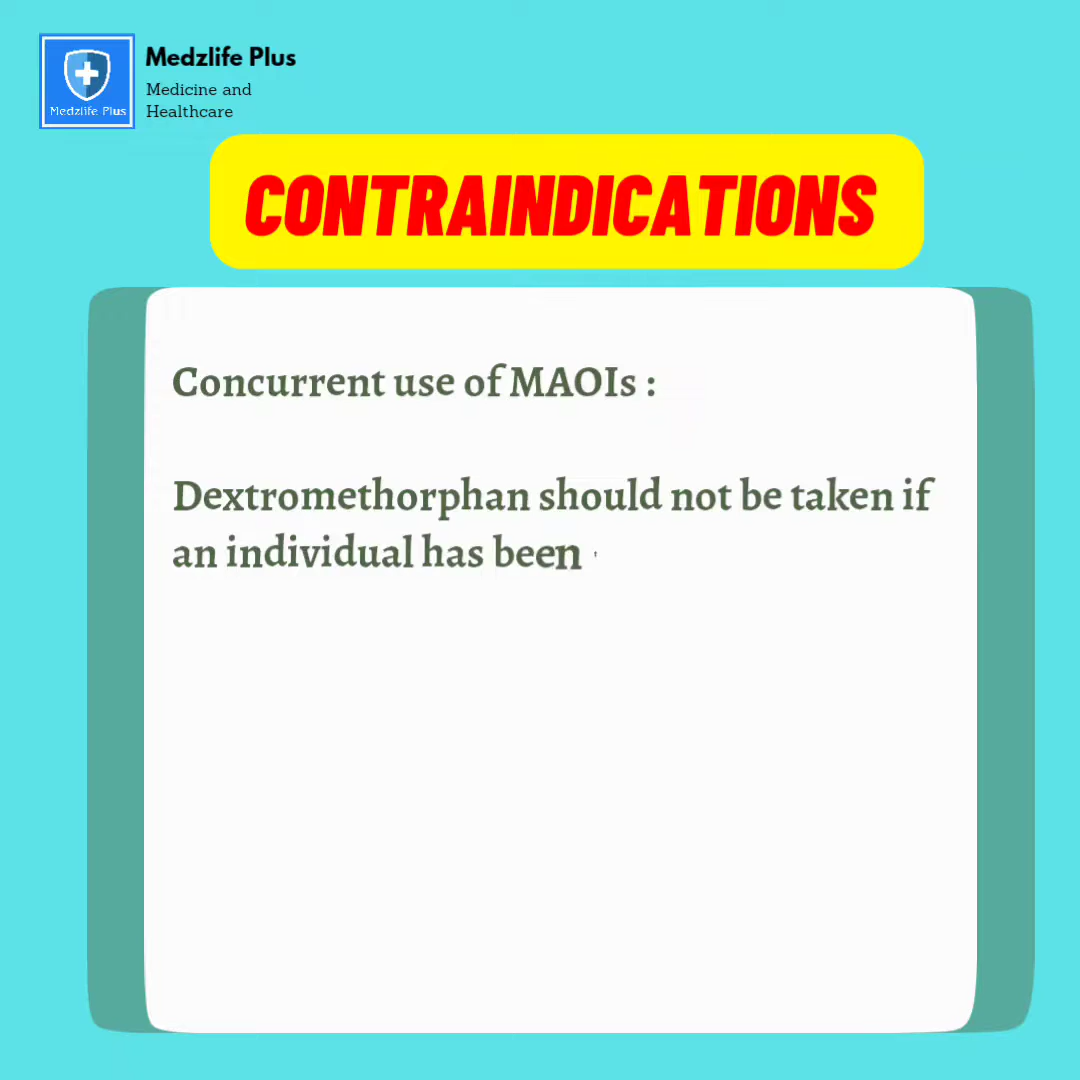 Medzlife Plus
Medicine and
Healthcare
Medzlife Plus
CONTRAINDICATIONS
Concurrent use of MAOIs :
Dextromethorphan should not be taken if
an individual has been